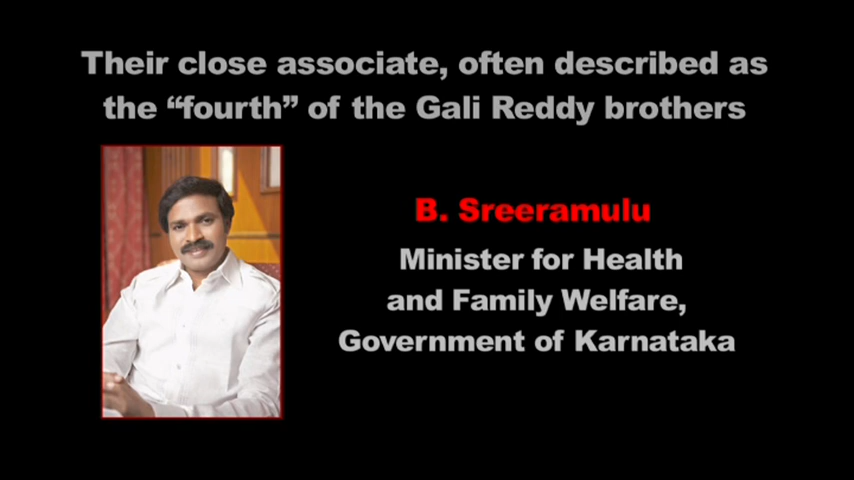 Their close associate, often described as
the “fourth” of the Gali Reddy brothers
B. Sreeramulu
Minister for Health
and Family Welfare,
Government of Karnataka